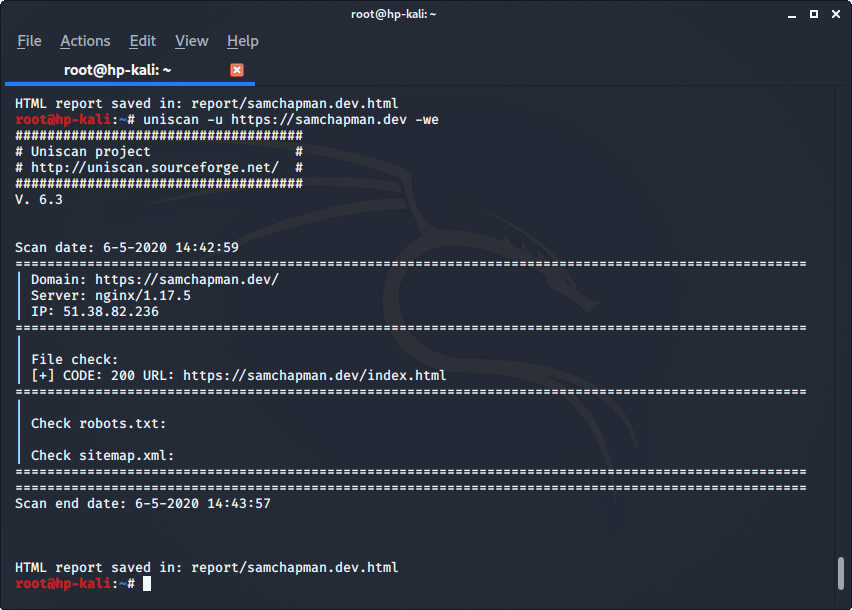 root@hp-kali: ~
File Actions Edit View Help
root@hp-kali: ~
HTML report saved in: report/samchapman.dev.html
root@hp-kali:~# uniscan -u https://samchapman.dev -we
####################################
# Uniscan project                  #
# http://uniscan.sourceforge.net/  #
####################################
V. 6.3
Scan date: 6-5-2020 14:42:59
===================================================================================================
| Domain: https://samchapman.dev/
| Server: nginx/1.17.5
| IP: 51.38.82.236
===================================================================================================
|
| File check:
| [+] CODE: 200 URL: https://samchapman.dev/index.html
===================================================================================================
|
| Check robots.txt:
|
| Check sitemap.xml:
===================================================================================================
===================================================================================================
Scan end date: 6-5-2020 14:43:57
HTML report saved in: report/samchapman.dev.html
root@hp-kali:~#